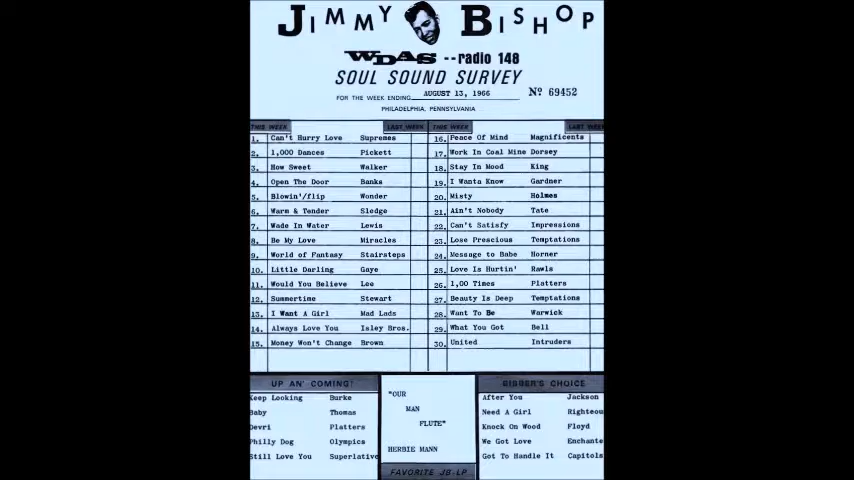 JIMMY BISHOP
WDAS --radio 148
SOUL SOUND SURVEY
FOR THE WEEK ENDING AUGUST 13, 1966 Nº 69452
PHILADELPHIA, PENNSYLVANIA
THIS WEEK LAST WEEK THIS WEEK LAST WEEK
1. Can't Hurry Love Supremes
2. 1,000 Dances Pickett
3. How Sweet Walker
4. Open The Door Banks
5. Blowin'/flip Wonder
6. Warm & Tender Sledge
7. Wade In Water Lewis
8. Be My Love Miracles
9. World of Fantasy Stairsteps
10. Little Darling Gaye
11. Would You Believe Lee
12. Summertime Stewart
13. I Want A Girl Mad Lads
14. Always Love You Isley Bros.
15. Money Won't Change Brown
16. Peace Of Mind Magnificents
17. Work In Coal Mine Dorsey
18. Stay In Mood King
19. I Wanta Know Gardner
20. Misty Holmes
21. Ain't Nobody Tate
22. Can't Satisfy Impressions
23. Lose Prescious Temptations
24. Message to Babe Horner
25. Love Is Hurtin' Rawls
26. 1,00 Times Platters
27. Beauty Is Deep Temptations
28. Want To Be Warwick
29. What You Got Bell
30. United Intruders
UP AN' COMING!
Keep Looking Burke
Baby Thomas
Devri Platters
Philly Dog Olympics
Still Love You Superlative
"OUR
MAN
FLUTE"
HERBIE MANN
FAVORITE JB-LP
BISBER'S CHOICE
After You Jackson
Need A Girl Righteou
Knock On Wood Floyd
We Got Love Enchante
Got To Handle It Capitols